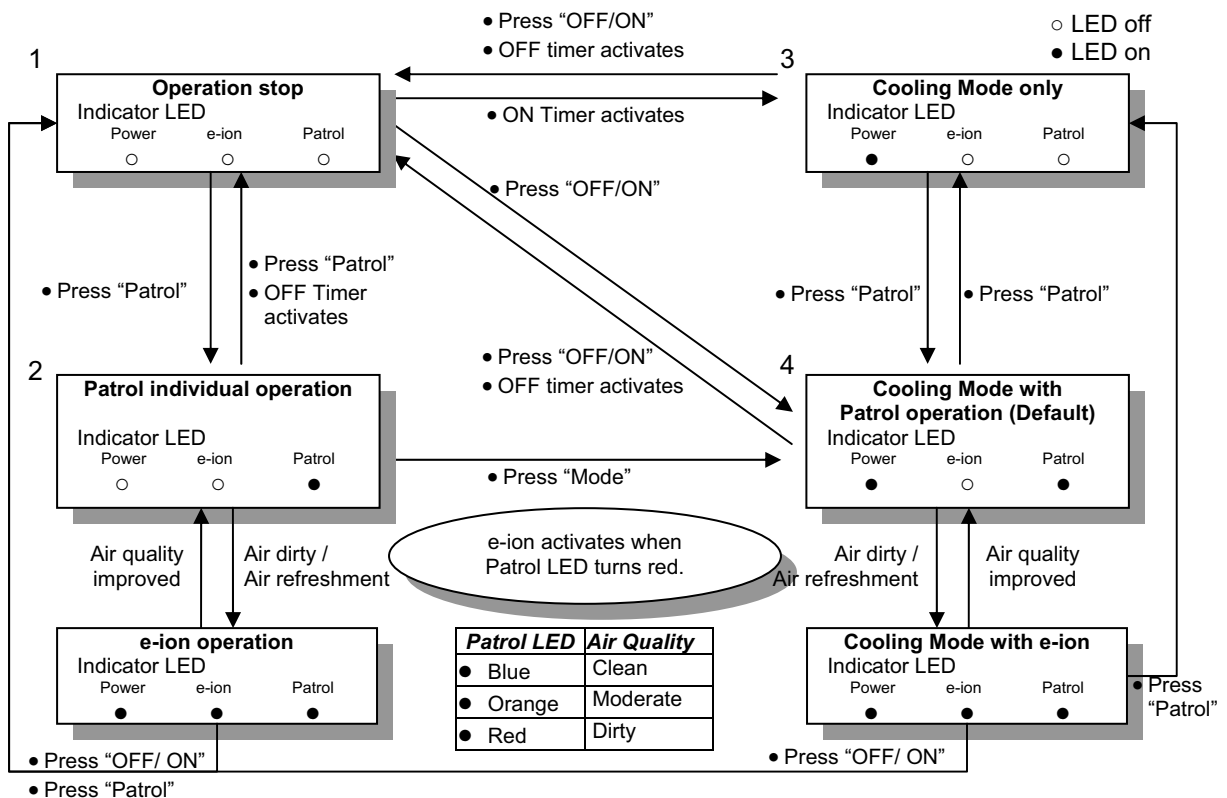 ● Press “OFF/ON”
● OFF timer activates
○ LED off
● LED on
1
Operation stop
Indicator LED
Power e-ion Patrol
○ ○ ○
● ON Timer activates
3
Cooling Mode only
Indicator LED
Power e-ion Patrol
● ○ ○
● Press “OFF/ON”
● Press “Patrol”
● Press “Patrol”
● OFF Timer
activates
● Press “Patrol”
● Press “Patrol”
● Press “OFF/ON”
● OFF timer activates
2
Patrol individual operation
Indicator LED
Power e-ion Patrol
○ ○ ●
● Press “Mode”
4
Cooling Mode with
Patrol operation (Default)
Indicator LED
Power e-ion Patrol
● ○ ●
Air quality
improved
Air dirty /
Air refreshment
e-ion activates when
Patrol LED turns red.
Air dirty /
Air refreshment
Air quality
improved
e-ion operation
Indicator LED
Power e-ion Patrol
● ● ●
Patrol LED Air Quality
● Blue Clean
● Orange Moderate
● Red Dirty
Cooling Mode with e-ion
Indicator LED
Power e-ion Patrol
● ● ●
● Press
“Patrol”
● Press “OFF/ ON”
● Press “Patrol”
● Press “OFF/ ON”